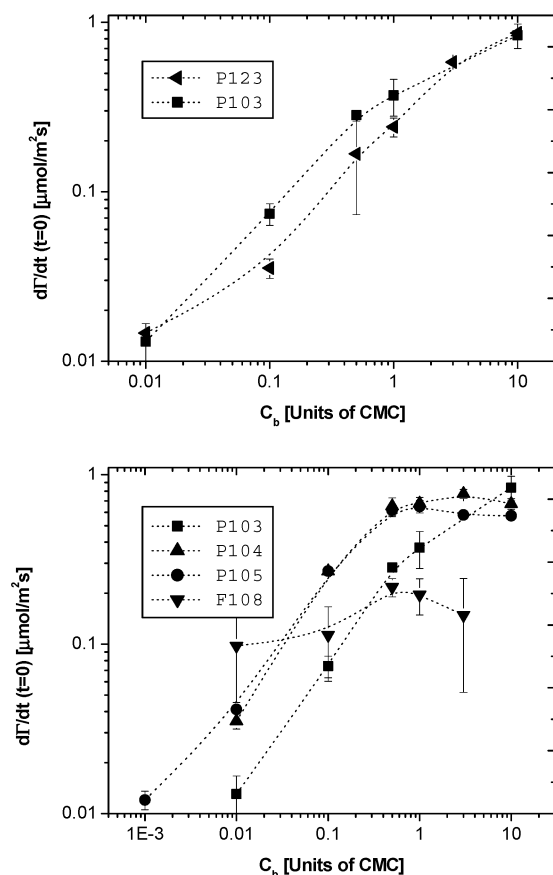 1
0.1
0.01
dΓ/dt (t=0) [μmol/m²s]
P123
P103
0.01
0.1
1
10
C_b [Units of CMC]
1
0.1
0.01
dΓ/dt (t=0) [μmol/m²s]
P103
P104
P105
F108
1E-3
0.01
0.1
1
10
C_b [Units of CMC]